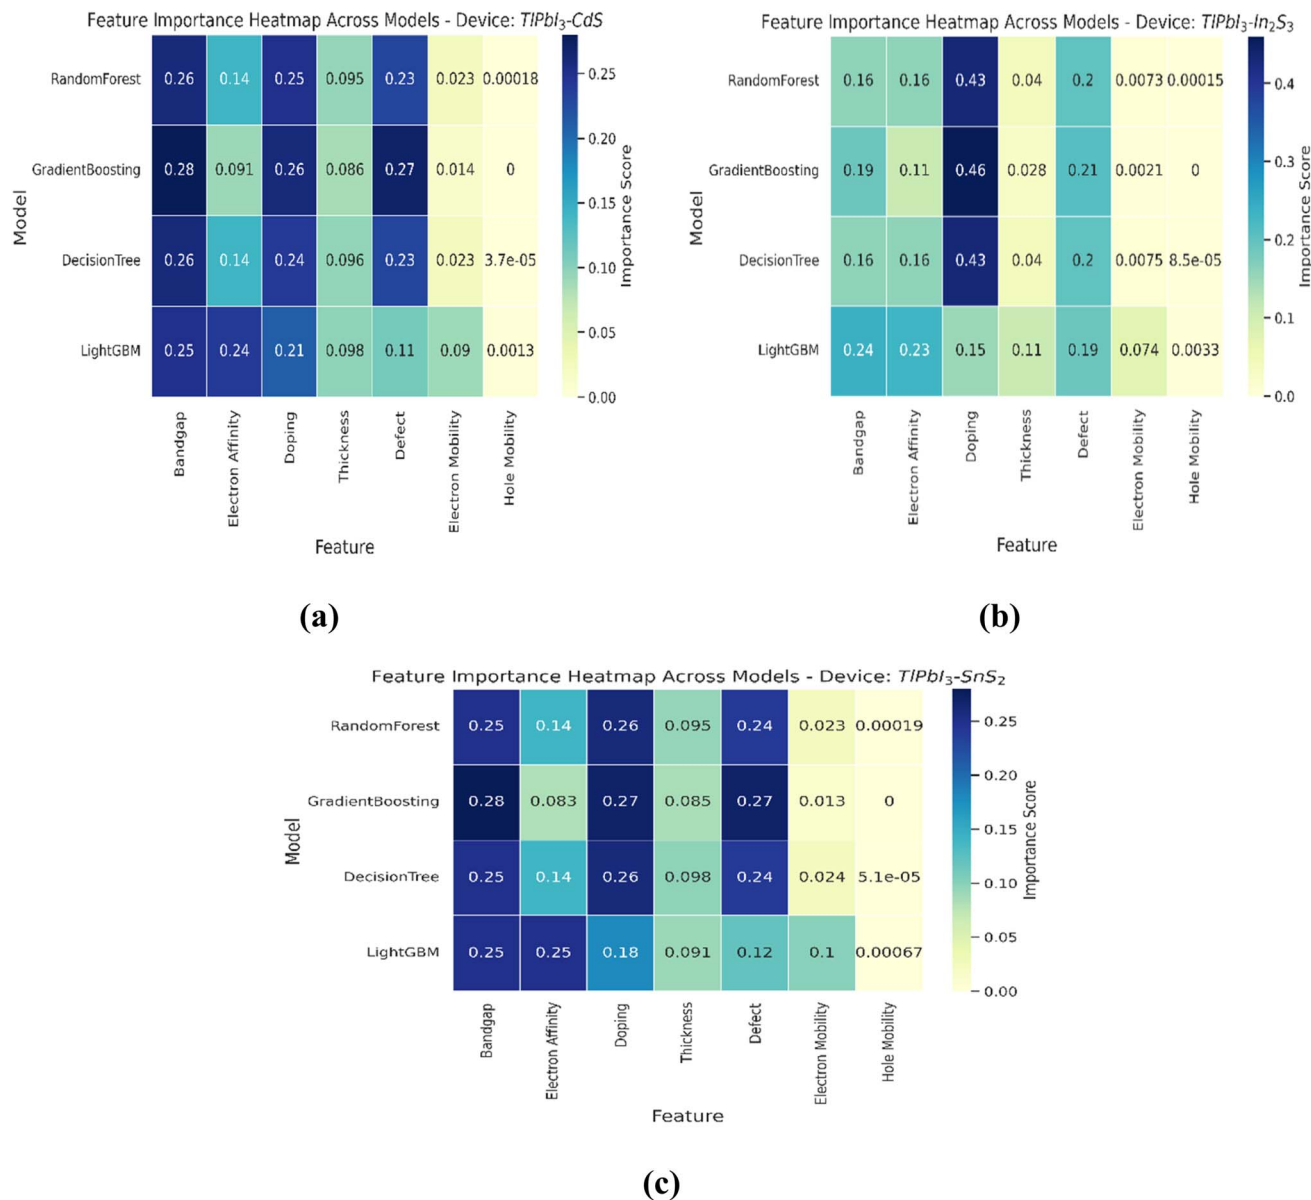 Feature Importance Heatmap Across Models - Device: TlPbI₃-CdS
RandomForest 0.26 0.14 0.25 0.095 0.23 0.023 0.00018
GradientBoosting 0.28 0.091 0.26 0.086 0.27 0.014 0
DecisionTree 0.26 0.14 0.24 0.096 0.23 0.023 3.7e-05
LightGBM 0.25 0.24 0.21 0.098 0.11 0.09 0.0013
Model
Bandgap
Electron Affinity
Doping
Thickness
Defect
Electron Mobility
Hole Mobility
Feature
0.25
0.20
0.15
0.10
0.05
0.00
Importance Score
(a)
Feature Importance Heatmap Across Models - Device: TlPbI₃-In₂S₃
RandomForest 0.16 0.16 0.43 0.04 0.2 0.0073 0.00015
GradientBoosting 0.19 0.11 0.46 0.028 0.21 0.0021 0
DecisionTree 0.16 0.16 0.43 0.04 0.2 0.0075 8.5e-05
LightGBM 0.24 0.23 0.15 0.11 0.19 0.074 0.0033
Model
Bandgap
Electron Affinity
Doping
Thickness
Defect
Electron Mobility
Hole Mobility
Feature
0.4
0.3
0.2
0.1
0.0
Importance Score
(b)
Feature Importance Heatmap Across Models - Device: TlPbI₃-SnS₂
RandomForest 0.25 0.14 0.26 0.095 0.24 0.023 0.00019
GradientBoosting 0.28 0.083 0.27 0.085 0.27 0.013 0
DecisionTree 0.25 0.14 0.26 0.098 0.24 0.024 5.1e-05
LightGBM 0.25 0.25 0.18 0.091 0.12 0.1 0.00067
Model
Bandgap
Electron Affinity
Doping
Thickness
Defect
Electron Mobility
Hole Mobility
Feature
0.25
0.20
0.15
0.10
0.05
0.00
Importance Score
(c)